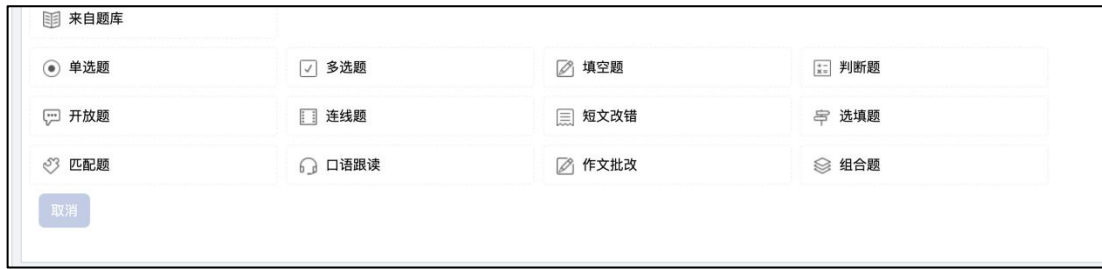 来自题库
单选题 多选题 填空题 判断题
开放题 连线题 短文改错 选填题
匹配题 口语跟读 作文批改 组合题
取消